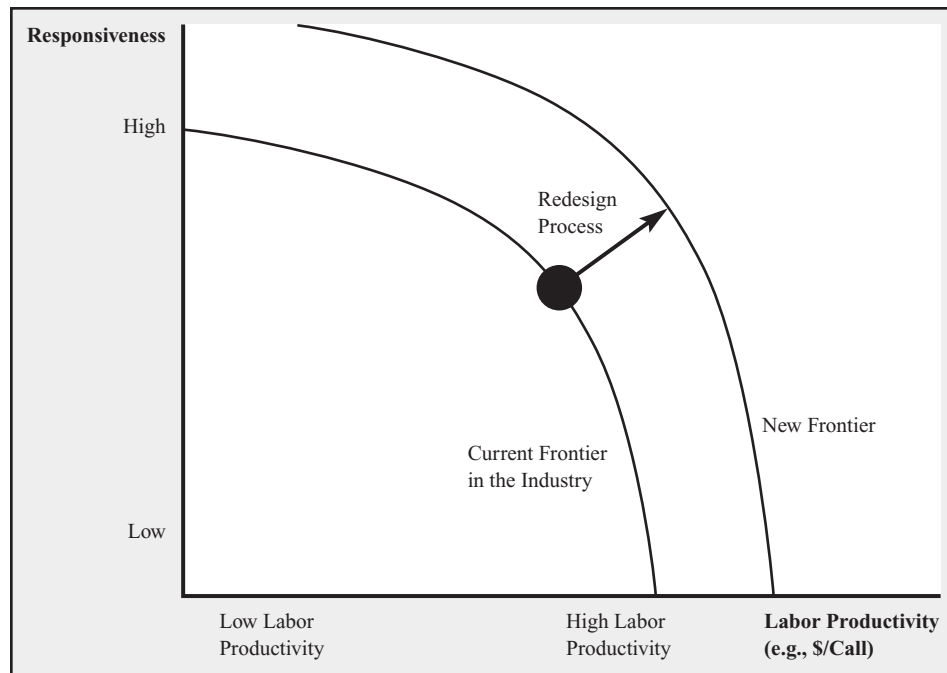 Responsiveness
High
Redesign
Process
New Frontier
Current Frontier
in the Industry
Low
Low Labor
Productivity
High Labor
Productivity
Labor Productivity
(e.g., $/Call)